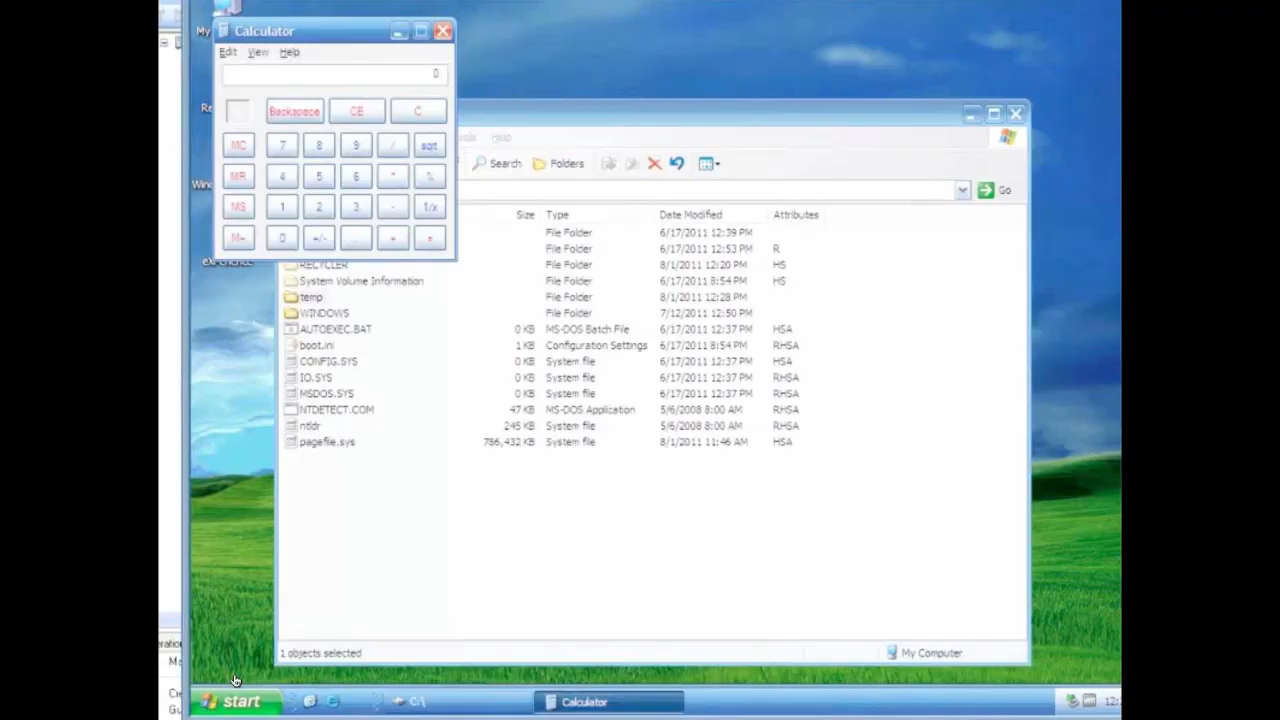 My
Calculator
Edit View Help
0
Backspace CE C
MC 7 8 9 / sqrt
MR 4 5 6 * %
MS 1 2 3 - 1/x
M+ 0 +/- . + =
Help
Search Folders
Go
Size Type Date Modified Attributes
File Folder 6/17/2011 12:39 PM
File Folder 6/17/2011 12:53 PM R
RECYCLER File Folder 8/1/2011 12:20 PM HS
System Volume Information File Folder 6/17/2011 8:54 PM HS
temp File Folder 8/1/2011 12:28 PM
WINDOWS File Folder 7/12/2011 12:50 PM
AUTOEXEC.BAT 0 KB MS-DOS Batch File 6/17/2011 12:37 PM HSA
boot.ini 1 KB Configuration Settings 6/17/2011 8:54 PM RHSA
CONFIG.SYS 0 KB System file 6/17/2011 12:37 PM HSA
IO.SYS 0 KB System file 6/17/2011 12:37 PM RHSA
MSDOS.SYS 0 KB System file 6/17/2011 12:37 PM RHSA
NTDETECT.COM 47 KB MS-DOS Application 5/6/2008 8:00 AM RHSA
ntldr 245 KB System file 5/6/2008 8:00 AM RHSA
pagefile.sys 786,432 KB System file 8/1/2011 11:46 AM HSA
1 objects selected My Computer
start C:\ Calculator 12: